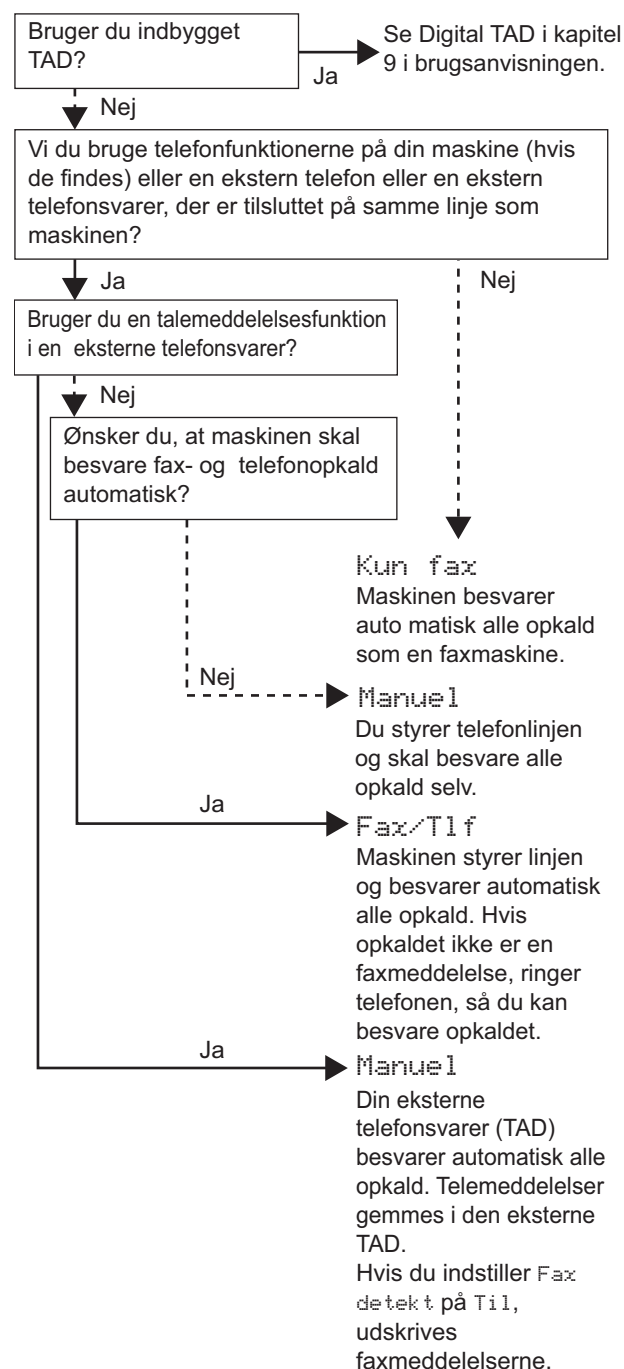 Bruger du indbygget
TAD?
Ja
Se Digital TAD i kapitel
9 i brugsanvisningen.
Nej
Vi du bruge telefonfunktionerne på din maskine (hvis
de findes) eller en ekstern telefon eller en ekstern
telefonsvarer, der er tilsluttet på samme linje som
maskinen?
Ja
Nej
Bruger du en talemeddelelsesfunktion
i en eksterne telefonsvarer?
Nej
Ønsker du, at maskinen skal
besvare fax- og telefonopkald
automatisk?
Kun fax
Maskinen besvarer
auto matisk alle opkald
som en faxmaskine.
Nej
Manuel
Du styrer telefonlinjen
og skal besvare alle
opkald selv.
Ja
Fax/Tlf
Maskinen styrer linjen
og besvarer automatisk
alle opkald. Hvis
opkaldet ikke er en
faxmeddelelse, ringer
telefonen, så du kan
besvare opkaldet.
Ja
Manuel
Din eksterne
telefonsvarer (TAD)
besvarer automatisk alle
opkald. Telemeddelelser
gemmes i den eksterne
TAD.
Hvis du indstiller Fax
detekt på Til,
udskrives
faxmeddelelserne.